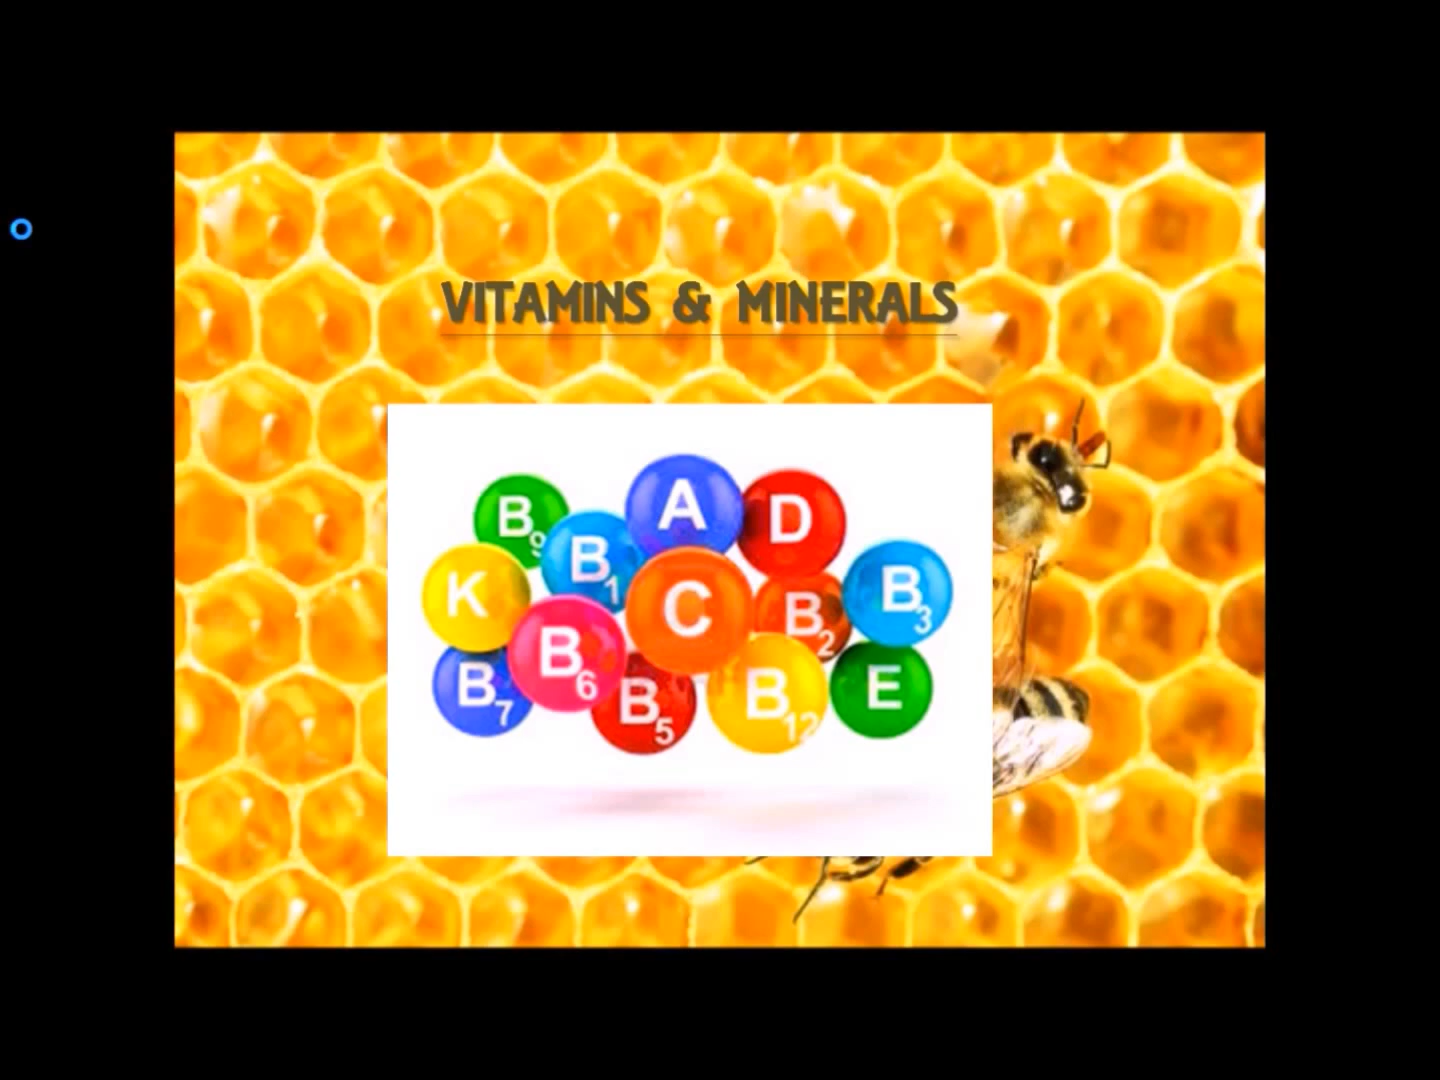 VITAMINS & MINERALS
A
B9 D
B1
K C B2 B3
B6
B7 B5 B12 E